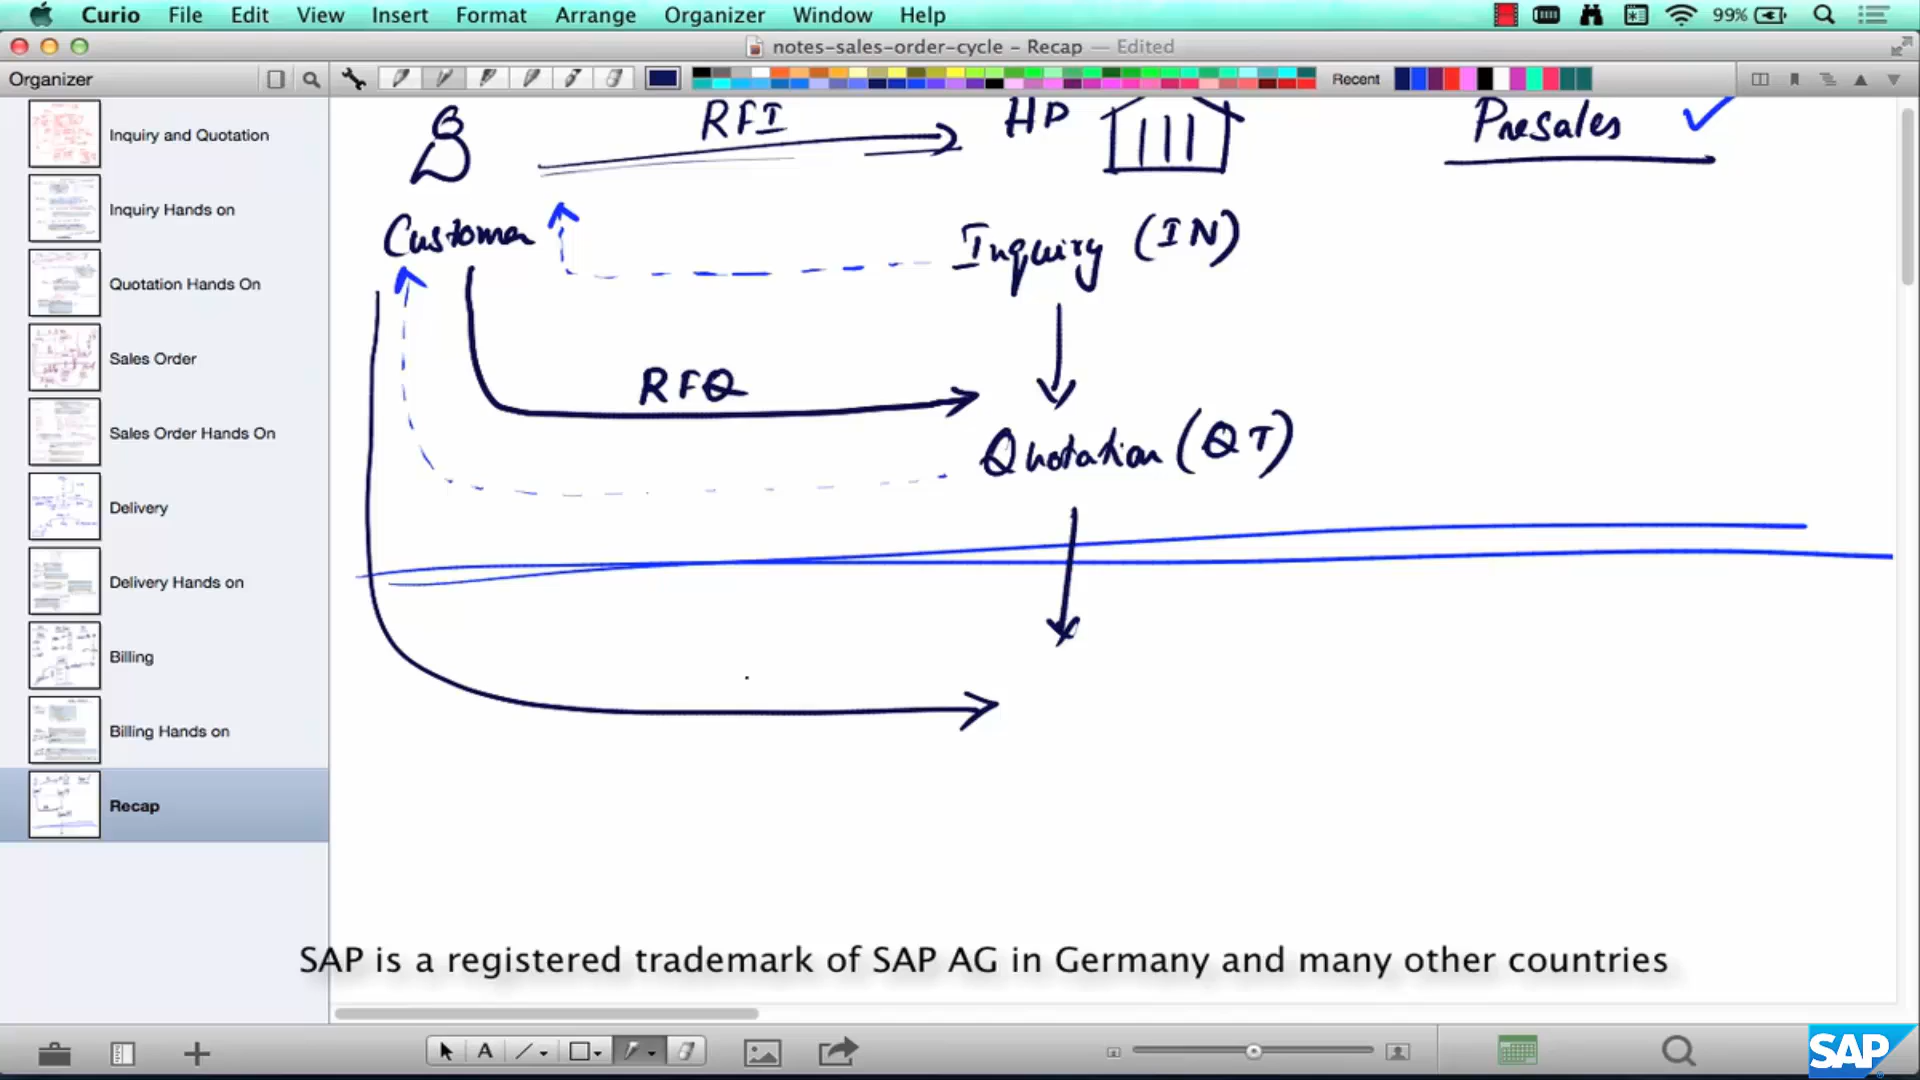 Curio File Edit View Insert Format Arrange Organizer Window Help 99%
notes-sales-order-cycle – Recap — Edited
Organizer Recent
Inquiry and Quotation
Inquiry Hands on
Quotation Hands On
Sales Order
Sales Order Hands On
Delivery
Delivery Hands on
Billing
Billing Hands on
Recap
RFI HP Presales
Customer Inquiry (IN)
RFQ
Quotation (QT)
SAP is a registered trademark of SAP AG in Germany and many other countries
A
SAP